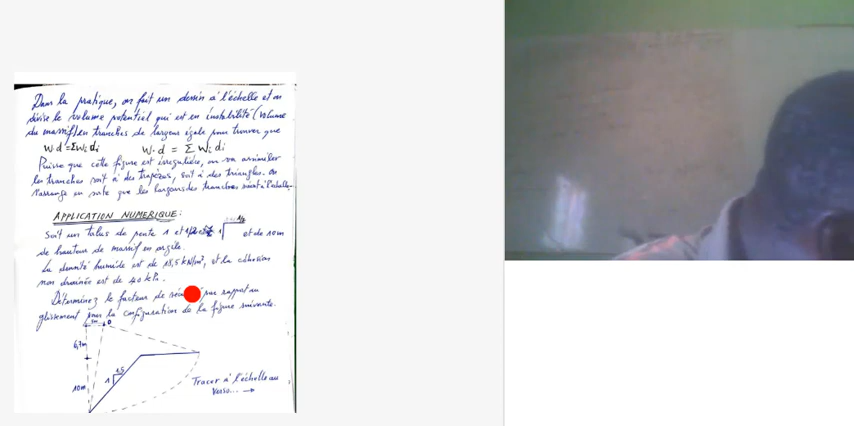 Dans la pratique, on fait un dessin à l'échelle et on
divise le volume potentiel qui est en instabilité (volume
du massif) en tranches de largeur égale pour trouver que
W.d=ΣWidi W.d = ΣWi di
Puisque cette figure est irrégulière, on va assimiler
les tranches soit à des trapèzes, soit à des triangles. On
s'arrange en sorte que les largeurs des tranches soient à l'échelle.
APPLICATION NUMERIQUE:
Soit un talus de pente 1 et 1 et de 10m
de hauteur de massif en argile.
La densité humide est de 18,5 kN/m³, et la cohésion
non drainée est de 40 kPa.
Déterminez le facteur de par rapport au
glissement pour la configuration de la figure suivante.
O
6,7m
1,5
1
10m
Tracer à l'échelle au
verso... →